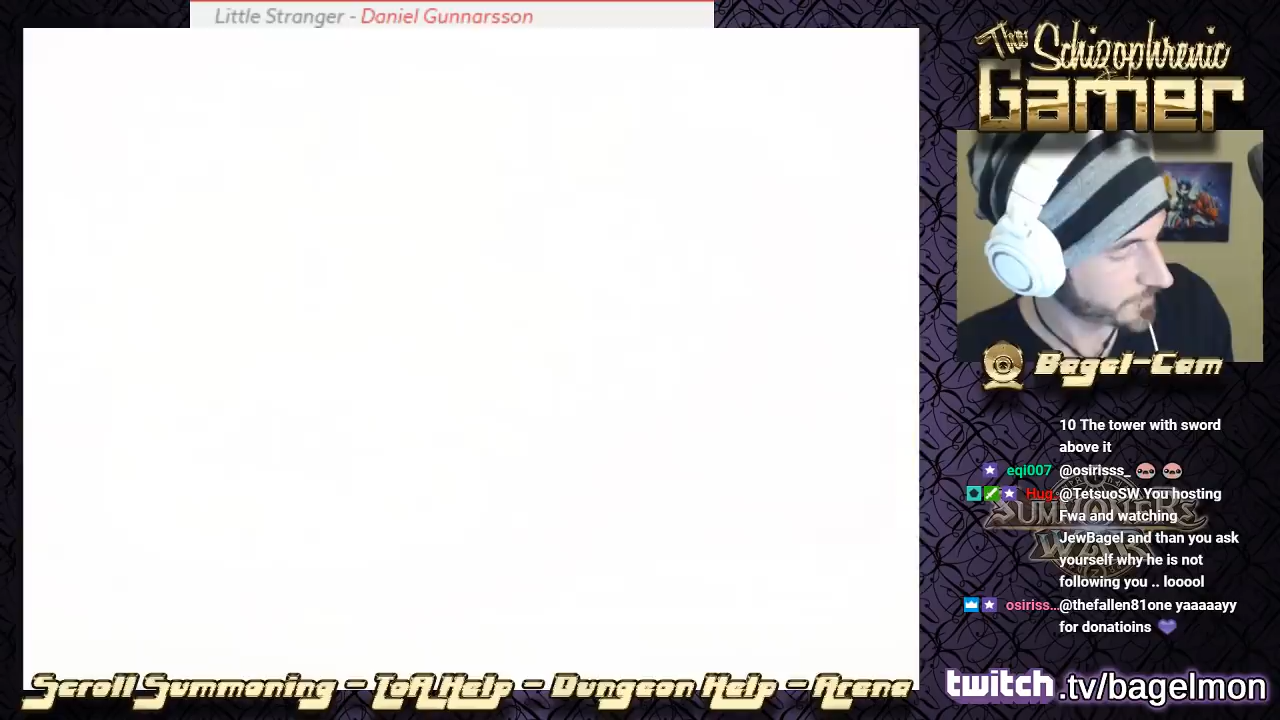 Little Stranger - Daniel Gunnarsson
The
Schizophrenic
Gamer
Bagel-Cam
10 The tower with sword
above it
eqi007 @osirisss_
Hug @TetsuoSW You hosting
Fwa and watching
JewBagel and than you ask
yourself why he is not
following you .. looool
osiriss... @thefallen81one yaaaaayy
for donatioins
SUMMONERS
WAR
Scroll Summoning - ToA Help - Dungeon Help - Arena
twitch.tv/bagelmon